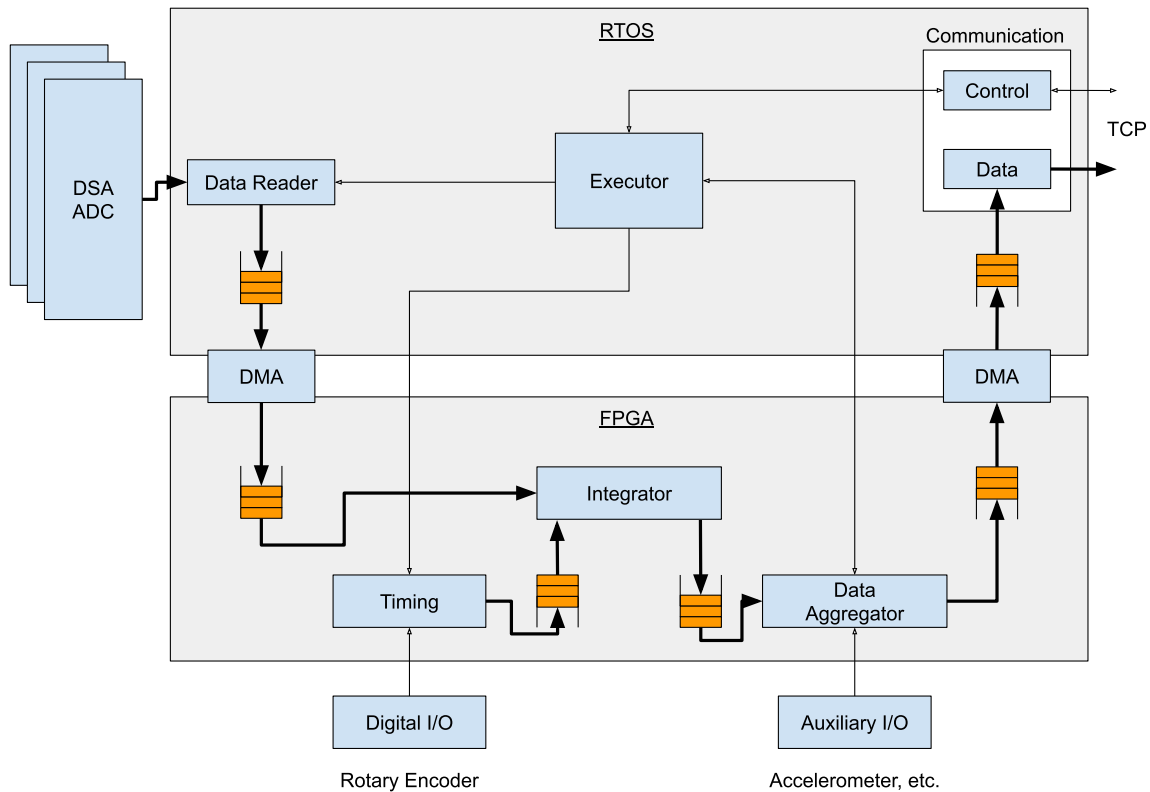 RTOS
Communication
Control
TCP
Data
Executor
Data Reader
DSA
ADC
DMA
DMA
FPGA
Integrator
Timing
Data
Aggregator
Digital I/O
Auxiliary I/O
Rotary Encoder
Accelerometer, etc.